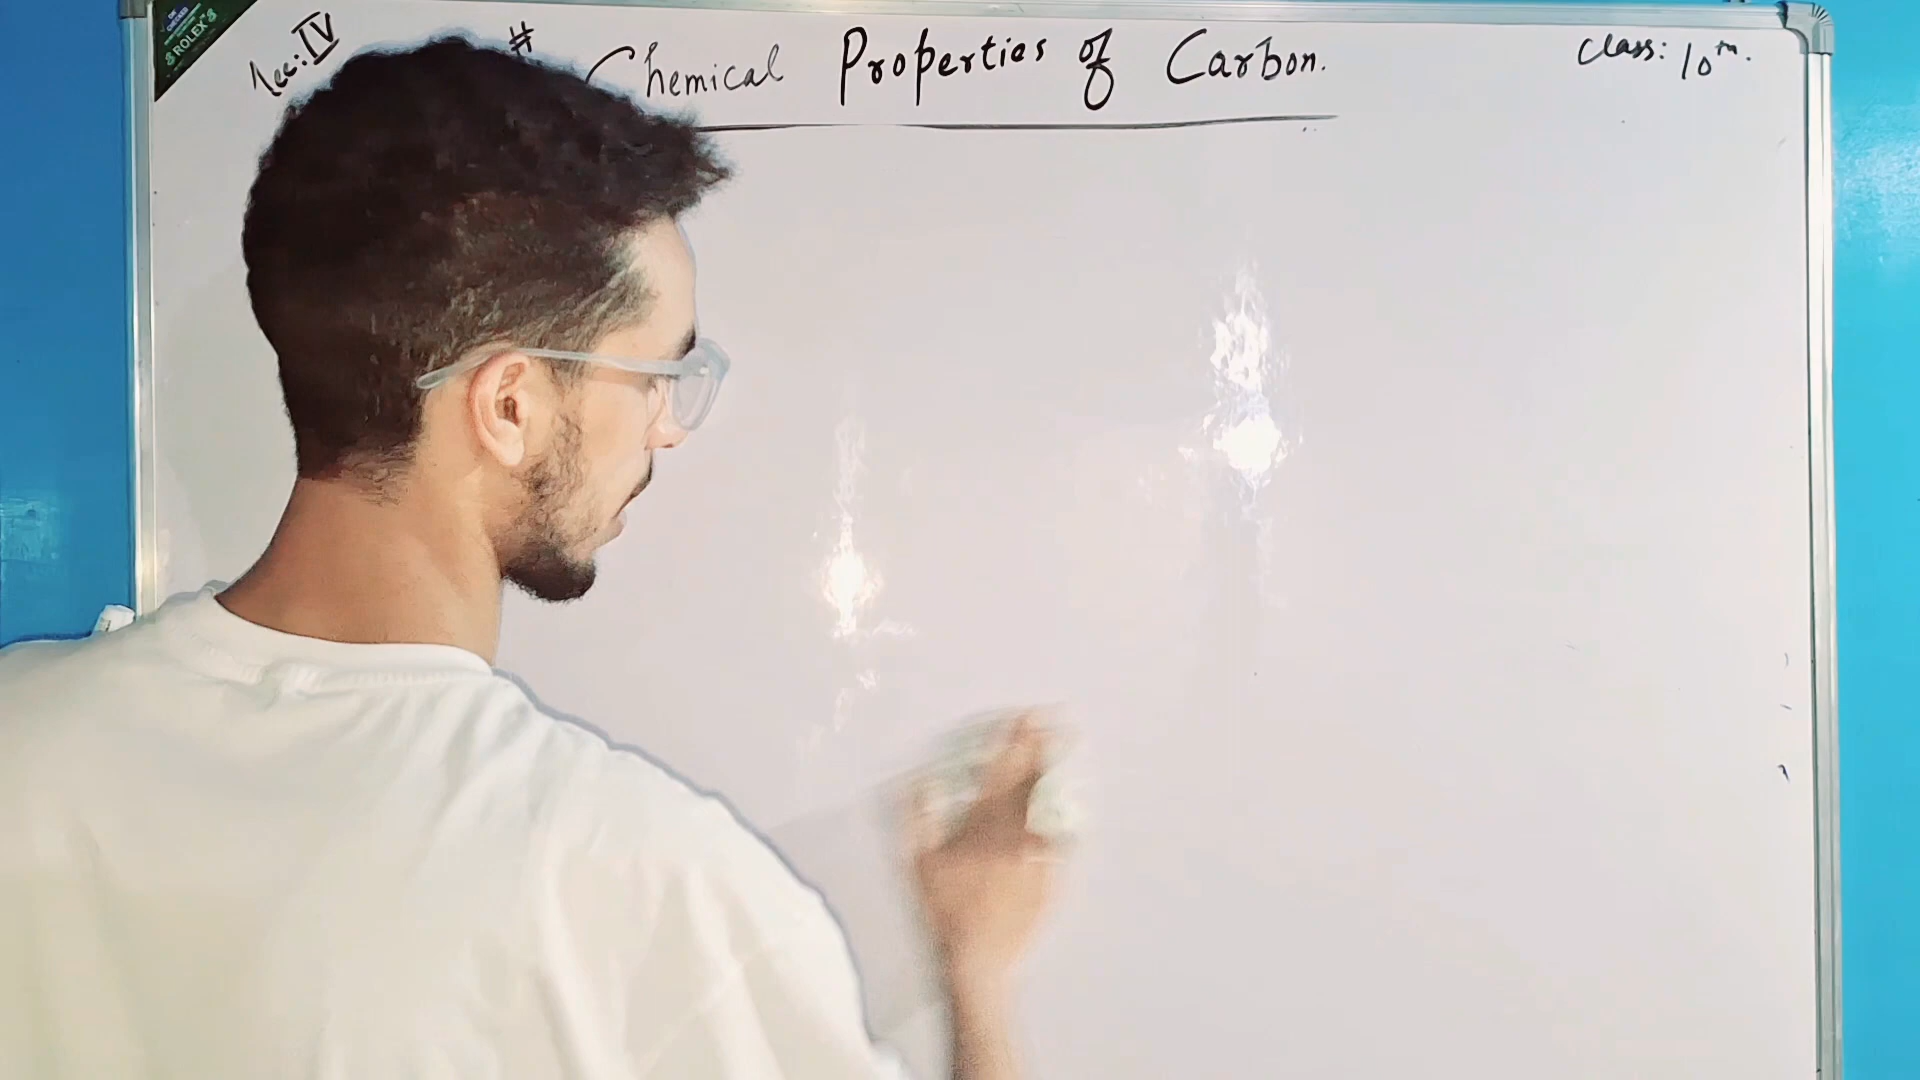 Lec: IV # Chemical Properties of Carbon. Class: 10th.
ROLEX'S